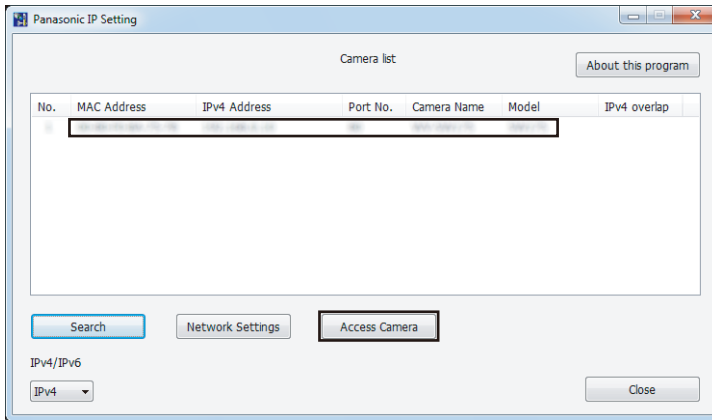 Panasonic IP Setting
Camera list
About this program
No. MAC Address IPv4 Address Port No. Camera Name Model IPv4 overlap
Search Network Settings Access Camera
IPv4/IPv6
IPv4
Close